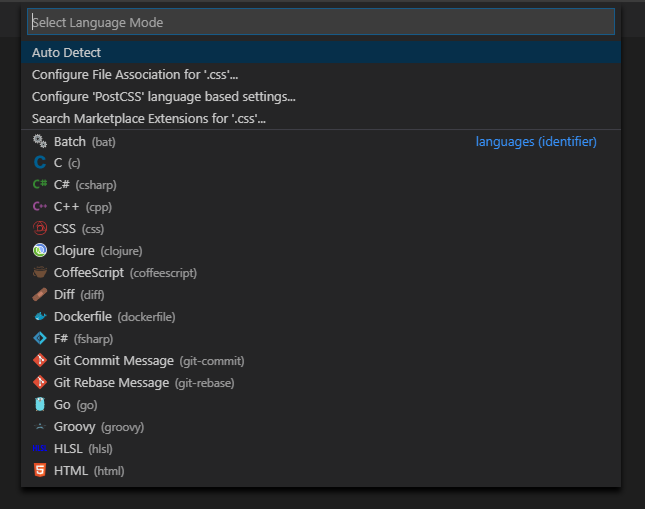 Select Language Mode
Auto Detect
Configure File Association for '.css'...
Configure 'PostCSS' language based settings...
Search Marketplace Extensions for '.css'...
Batch (bat) languages (identifier)
C (c)
C# (csharp)
C++ (cpp)
CSS (css)
Clojure (clojure)
CoffeeScript (coffeescript)
Diff (diff)
Dockerfile (dockerfile)
F# (fsharp)
Git Commit Message (git-commit)
Git Rebase Message (git-rebase)
Go (go)
Groovy (groovy)
HLSL (hlsl)
HTML (html)